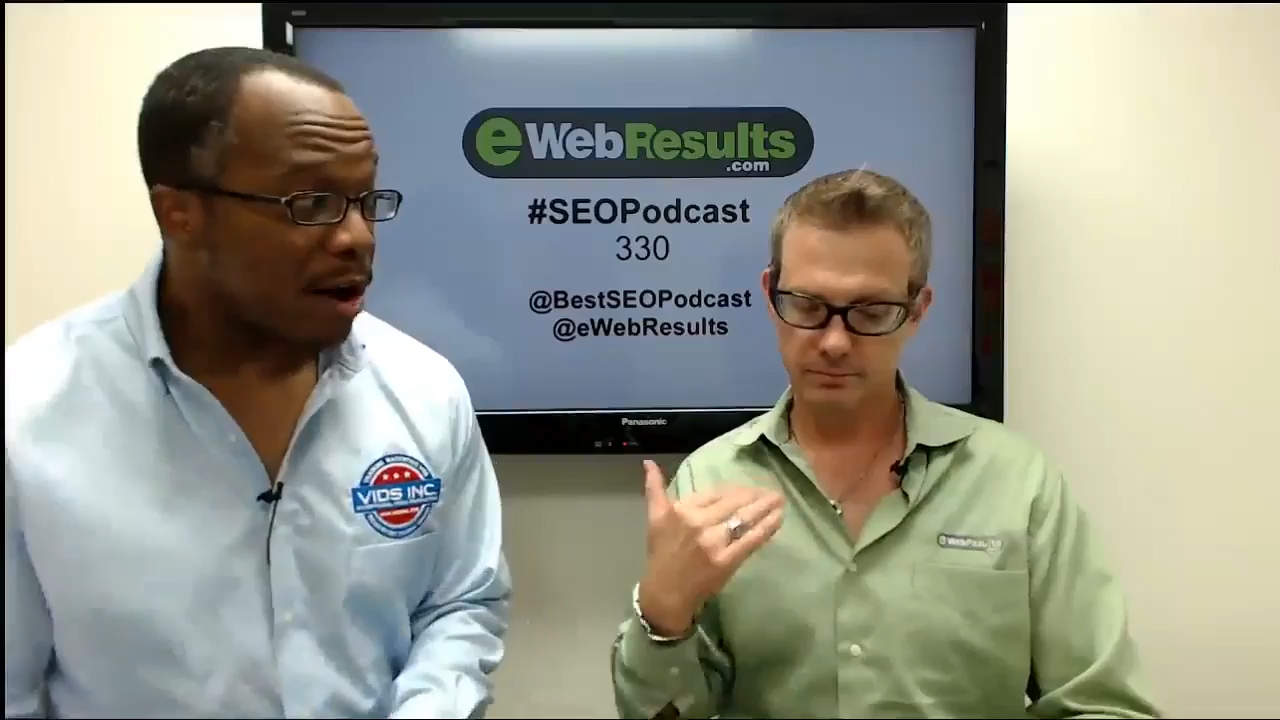 eWebResults
.com
#SEOPodcast
330
@BestSEOPodcast
@eWebResults
Panasonic
VIDS INC